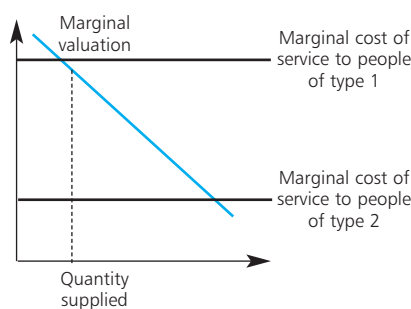 Marginal
valuation
Marginal cost of
service to people
of type 1
Marginal cost of
service to people
of type 2
Quantity
supplied